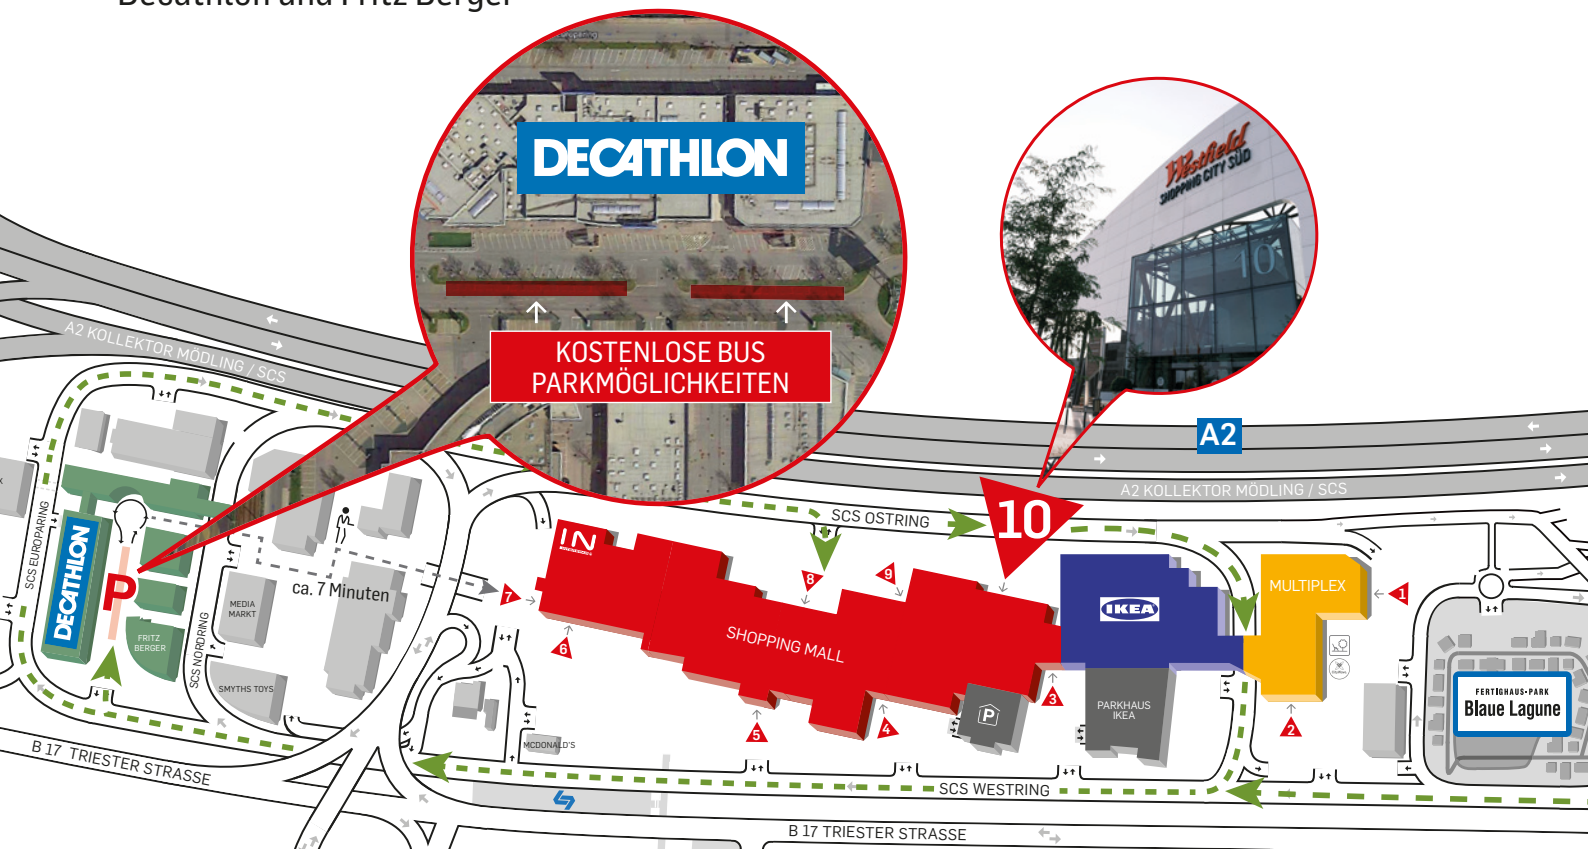 Decathlon und Fritz Berger
DECATHLON
KOSTENLOSE BUS
PARKMÖGLICHKEITEN
Westfield
SHOPPING CITY SÜD
10
A2
A2 KOLLEKTOR MÖDLING / SCS
A2 KOLLEKTOR MÖDLING / SCS
SCS OSTRING
10
SCS EUROPARING
DECATHLON
P
FRITZ
BERGER
SCS NORDRING
MEDIA
MARKT
SMYTHS TOYS
ca. 7 Minuten
IN
7
6
8
9
SHOPPING MALL
5
4
3
P
IKEA
PARKHAUS
IKEA
MULTIPLEX
1
2
FERTIGHAUS•PARK
Blaue Lagune
MCDONALD'S
SCS WESTRING
B 17 TRIESTER STRASSE
B 17 TRIESTER STRASSE